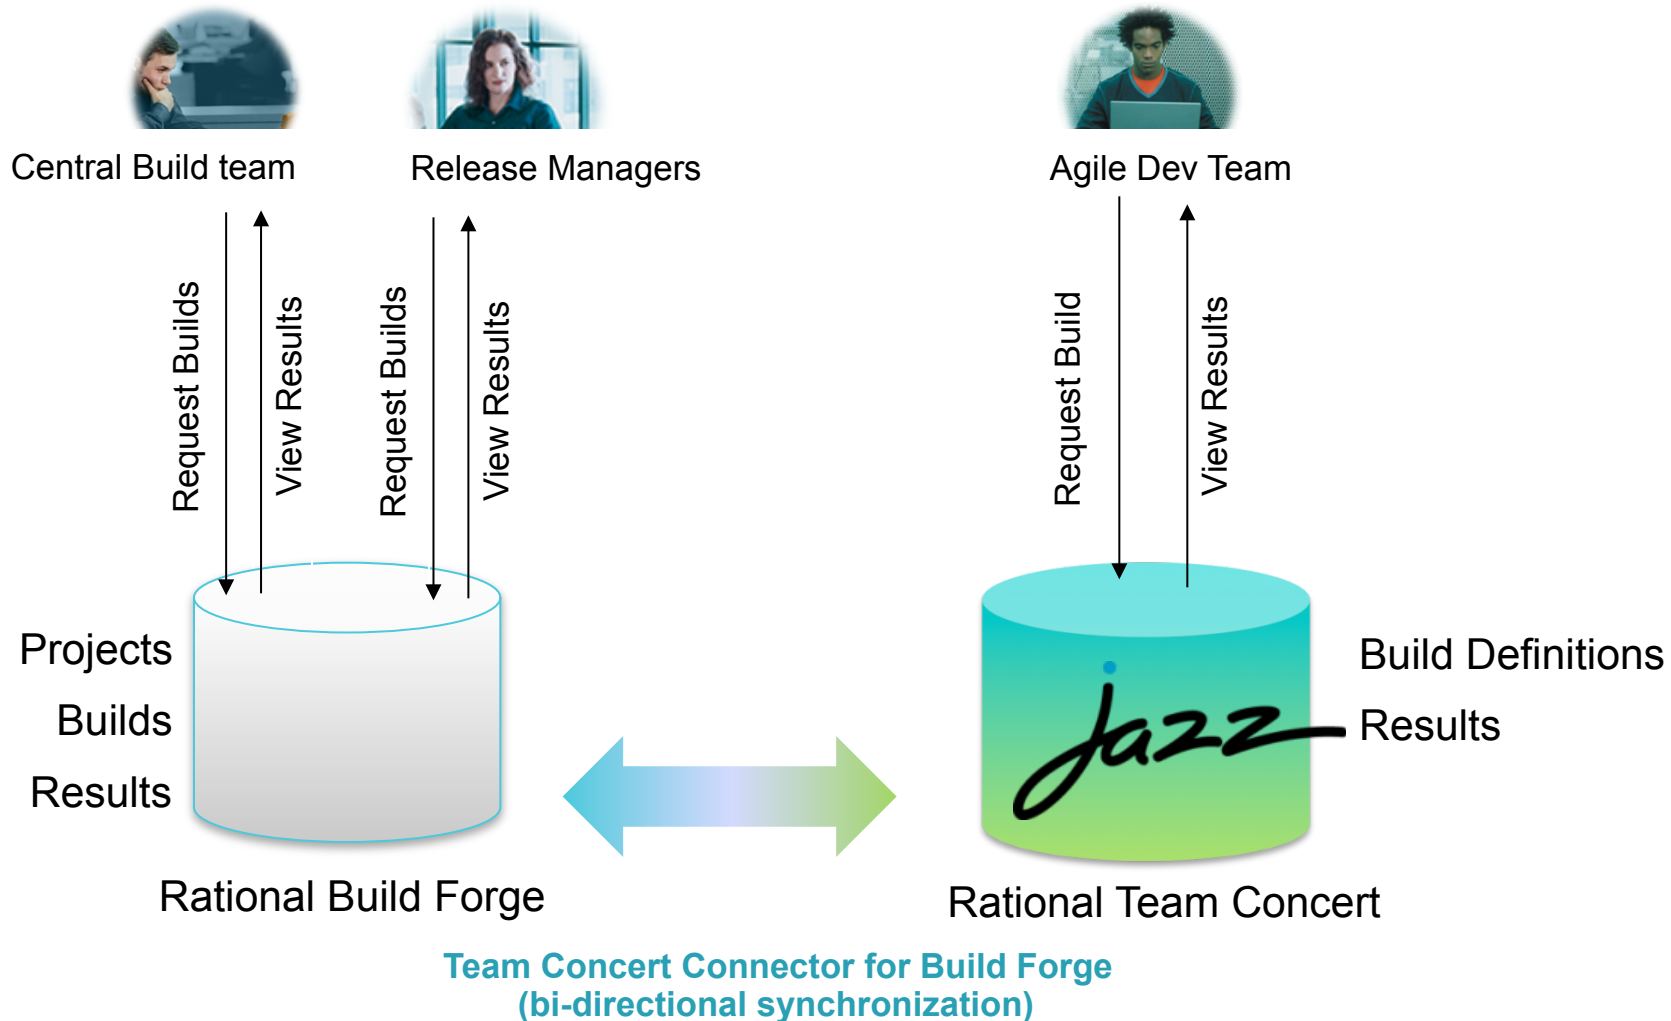 Central Build team
Release Managers
Agile Dev Team
Request Builds
View Results
Request Builds
View Results
Request Build
View Results
Projects
Builds
Results
jazz
Build Definitions
Results
Rational Build Forge
Rational Team Concert
Team Concert Connector for Build Forge
(bi-directional synchronization)